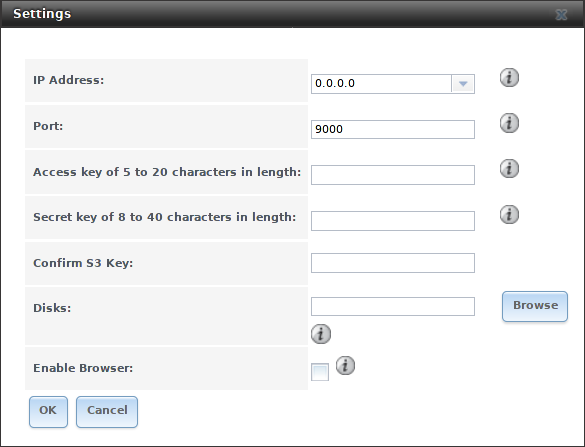 Settings
IP Address:
0.0.0.0
Port:
9000
Access key of 5 to 20 characters in length:
Secret key of 8 to 40 characters in length:
Confirm S3 Key:
Disks:
Browse
Enable Browser:
OK
Cancel